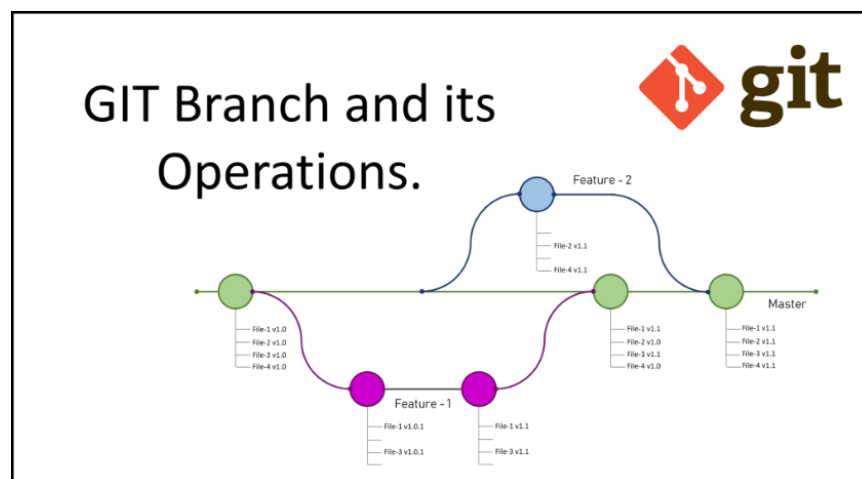 GIT Branch and its
Operations.
git
Feature - 2
File-2 v1.1
File-4 v1.1
Master
File-1 v1.0
File-2 v1.0
File-3 v1.0
File-4 v1.0
File-1 v1.1
File-2 v1.0
File-3 v1.1
File-4 v1.0
File-1 v1.1
File-2 v1.1
File-3 v1.1
File-4 v1.1
Feature - 1
File-1 v1.0.1
File-3 v1.0.1
File-1 v1.1
File-3 v1.1